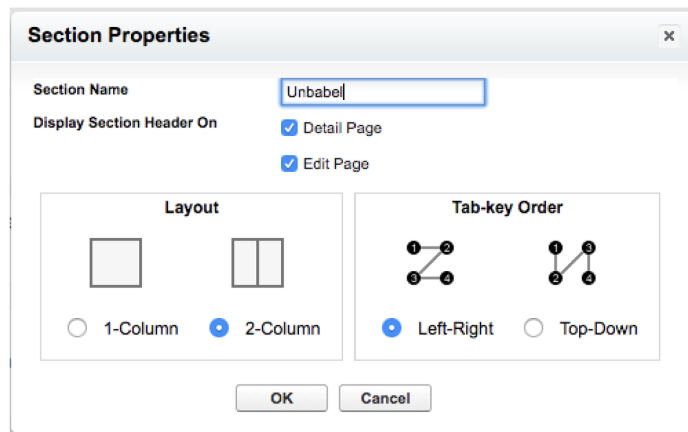 Section Properties
Section Name
Unbabel
Display Section Header On
Detail Page
Edit Page
Layout
Tab-key Order
1 2
3 4
1 3
2 4
1-Column
2-Column
Left-Right
Top-Down
OK
Cancel